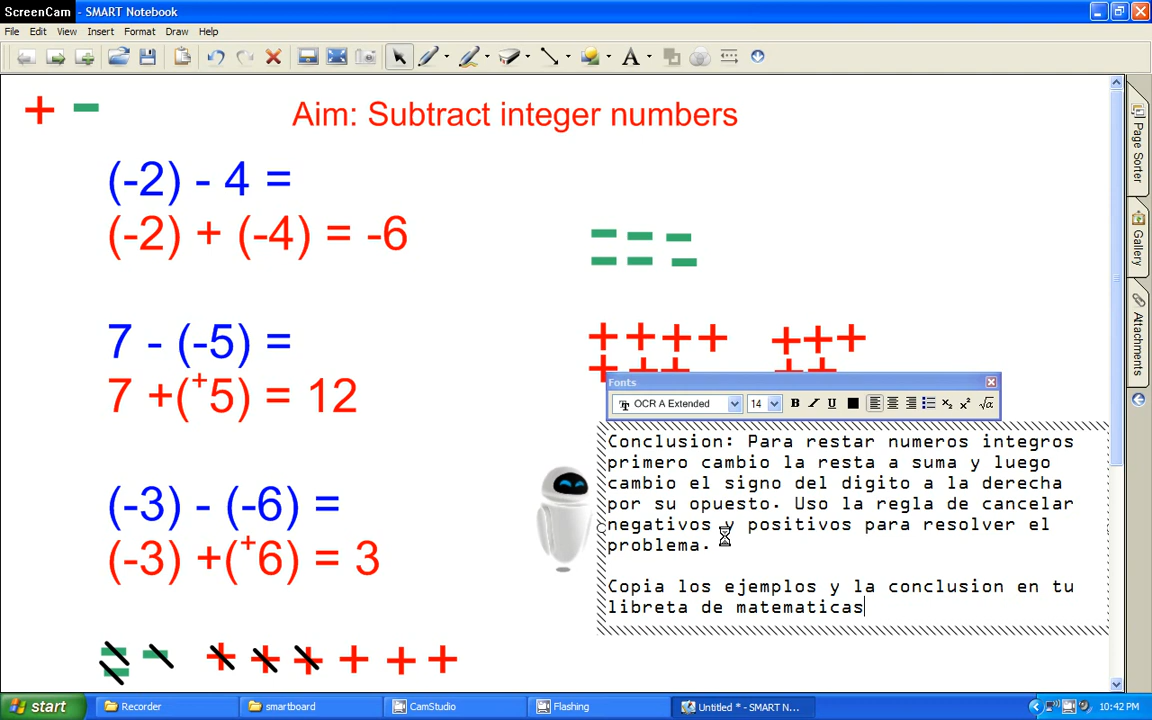 ScreenCam - SMART Notebook
File Edit View Insert Format Draw Help
+ - Aim: Subtract integer numbers
(-2) - 4 =
(-2) + (-4) = -6
7 - (-5) =
7 +(+5) = 12
(-3) - (-6) =
(-3) +(+6) = 3
Fonts
OCR A Extended 14 B I U
Conclusion: Para restar numeros integros
primero cambio la resta a suma y luego
cambio el signo del digito a la derecha
por su opuesto. Uso la regla de cancelar
negativos y positivos para resolver el
problema.
Copia los ejemplos y la conclusion en tu
libreta de matematicas
Page Sorter
Gallery
Attachments
start Recorder smartboard CamStudio Flashing Untitled * - SMART N... 10:42 PM